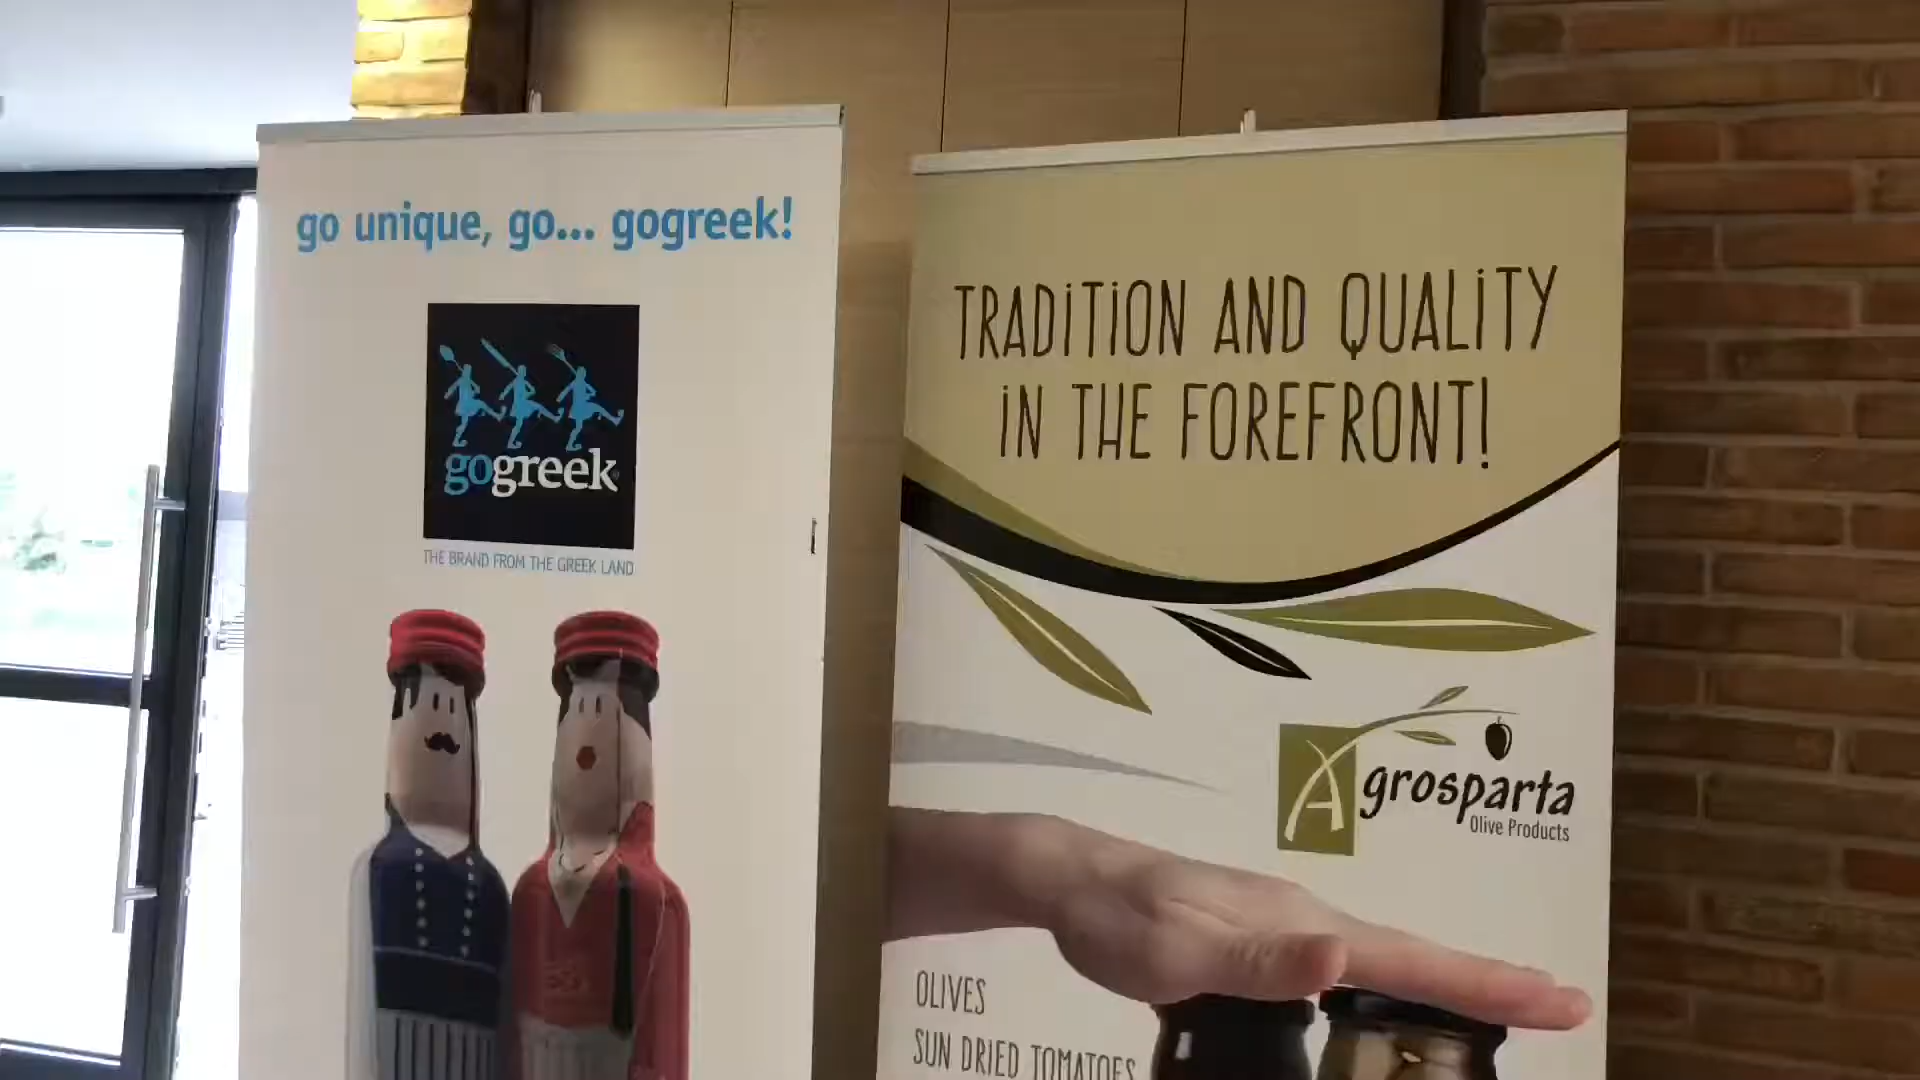 go unique, go... gogreek!
gogreek
THE BRAND FROM THE GREEK LAND
TRADiTiON AND QUALiTY
iN THE FOREFRONT!
Agrosparta
Olive Products
OLIVES
SUN DRIED TOMATOES